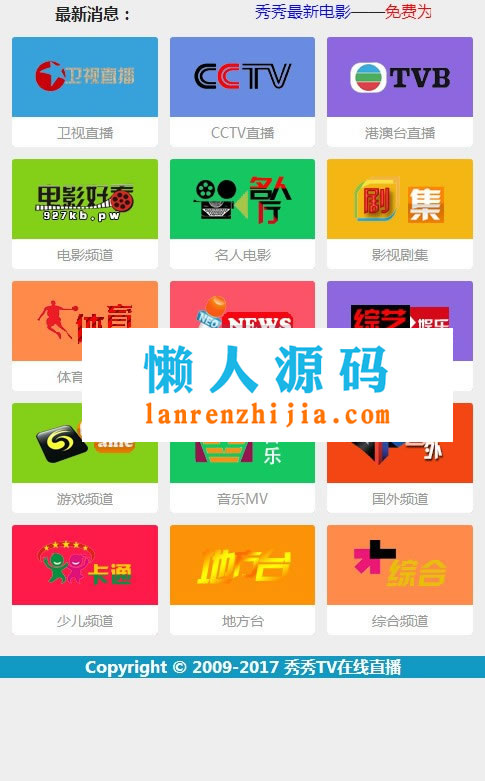 最新消息：
秀秀最新电影——免费为
卫视直播
CCTV
TVB
卫视直播
CCTV直播
港澳台直播
电影好看
927kb.pw
名人
厅
剧集
电影频道
名人电影
影视剧集
体育
NEWS
综艺
娱乐
体育
懒人源码
lanrenzhijia.com
乐
游戏频道
音乐MV
国外频道
卡通
地方台
综合
少儿频道
地方台
综合频道
Copyright © 2009-2017 秀秀TV在线直播